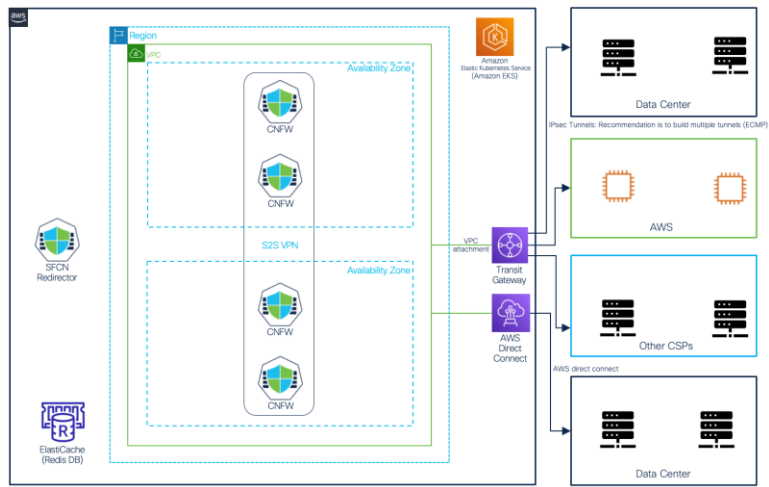 aws
Region
VPC
Availability Zone
CNFW
CNFW
S2S VPN
Availability Zone
CNFW
CNFW
SFCN
Redirector
R
ElastiCache
(Redis DB)
Amazon
Elastic Kubernetes Service
(Amazon EKS)
K
VPC
attachment
Transit
Gateway
AWS
Direct
Connect
Data Center
IPsec Tunnels: Recommendation is to build multiple tunnels (ECMP)
AWS
Other CSPs
AWS direct connect
Data Center